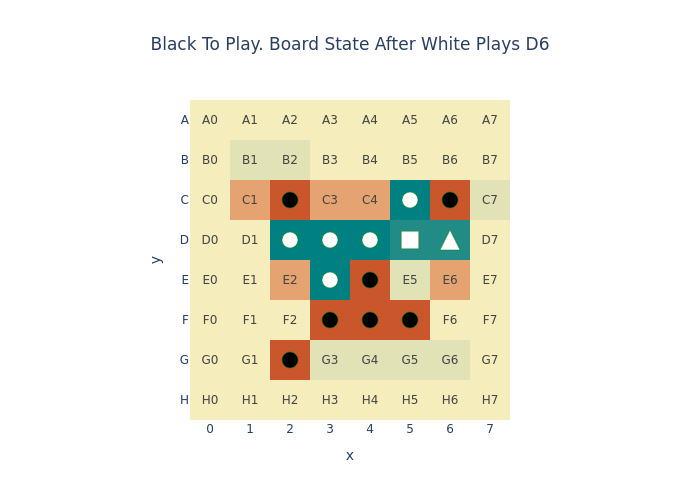 Black To Play. Board State After White Plays D6
A A0 A1 A2 A3 A4 A5 A6 A7
B B0 B1 B2 B3 B4 B5 B6 B7
C C0 C1 C3 C4 C7
D D0 D1 D7
y
E E0 E1 E2 E5 E6 E7
F F0 F1 F2 F6 F7
G G0 G1 G3 G4 G5 G6 G7
H H0 H1 H2 H3 H4 H5 H6 H7
0 1 2 3 4 5 6 7
x